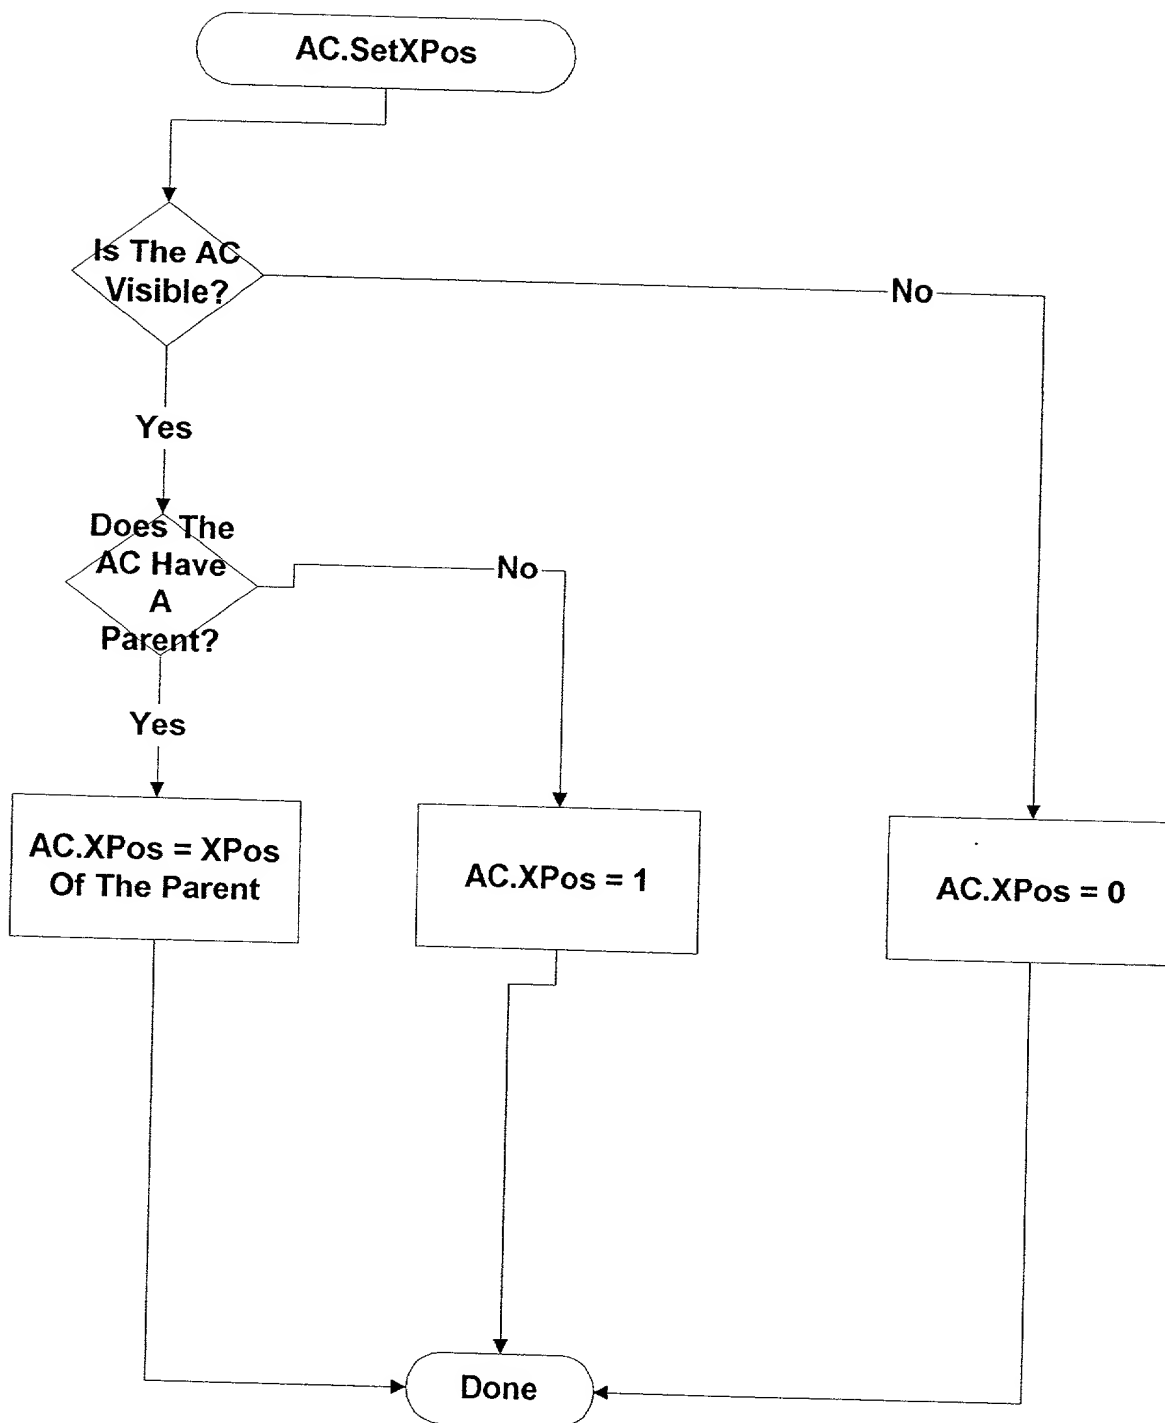 AC.SetXPos
Is The AC
Visible?
No
Yes
Does The
AC Have
A
Parent?
No
Yes
AC.XPos = XPos
Of The Parent
AC.XPos = 1
AC.XPos = 0
Done